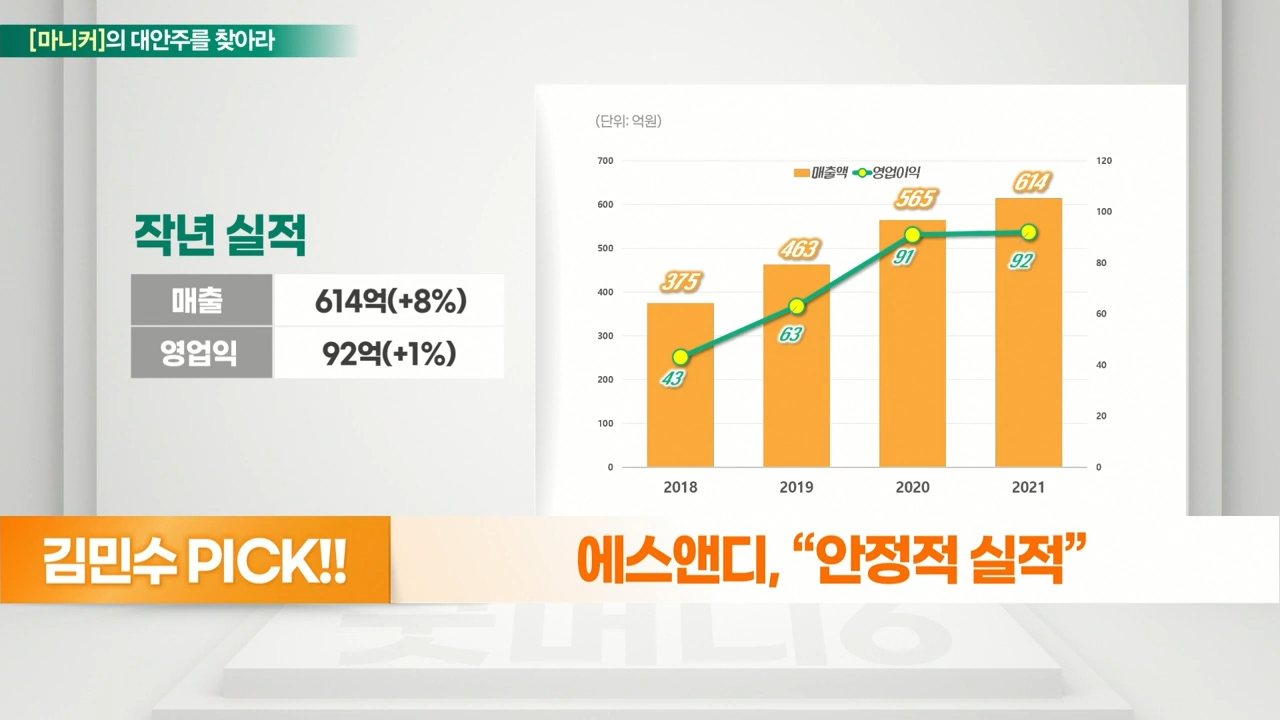 [마니커]의 대안주를 찾아라
작년 실적
매출 614억(+8%)
영업익 92억(+1%)
(단위: 억원)
매출액 영업이익
700 120
600 100
500 80
400 60
300 40
200 20
100 0
0
375 463 565 614
43 63 91 92
2018 2019 2020 2021
김민수 PICK!!
에스앤디, “안정적 실적”
굿머니6